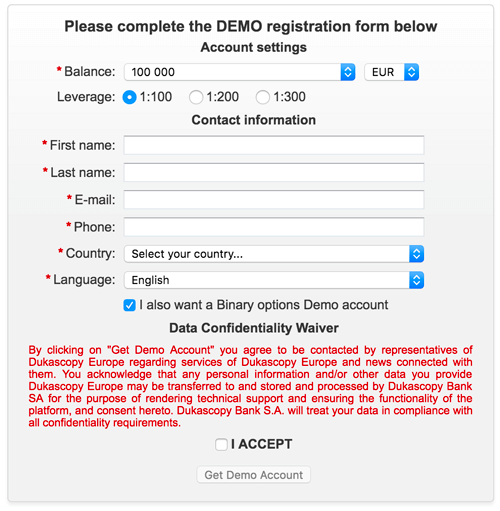 Please complete the DEMO registration form below
Account settings
* Balance: 100 000 EUR
Leverage: 1:100 1:200 1:300
Contact information
* First name:
* Last name:
* E-mail:
* Phone:
* Country: Select your country...
* Language: English
I also want a Binary options Demo account
Data Confidentiality Waiver
By clicking on "Get Demo Account" you agree to be contacted by representatives of
Dukascopy Europe regarding services of Dukascopy Europe and news connected with
them. You acknowledge that any personal information and/or other data you provide
Dukascopy Europe may be transferred to and stored and processed by Dukascopy Bank
SA for the purpose of rendering technical support and ensuring the functionality of the
platform, and consent hereto. Dukascopy Bank S.A. will treat your data in compliance with
all confidentiality requirements.
I ACCEPT
Get Demo Account